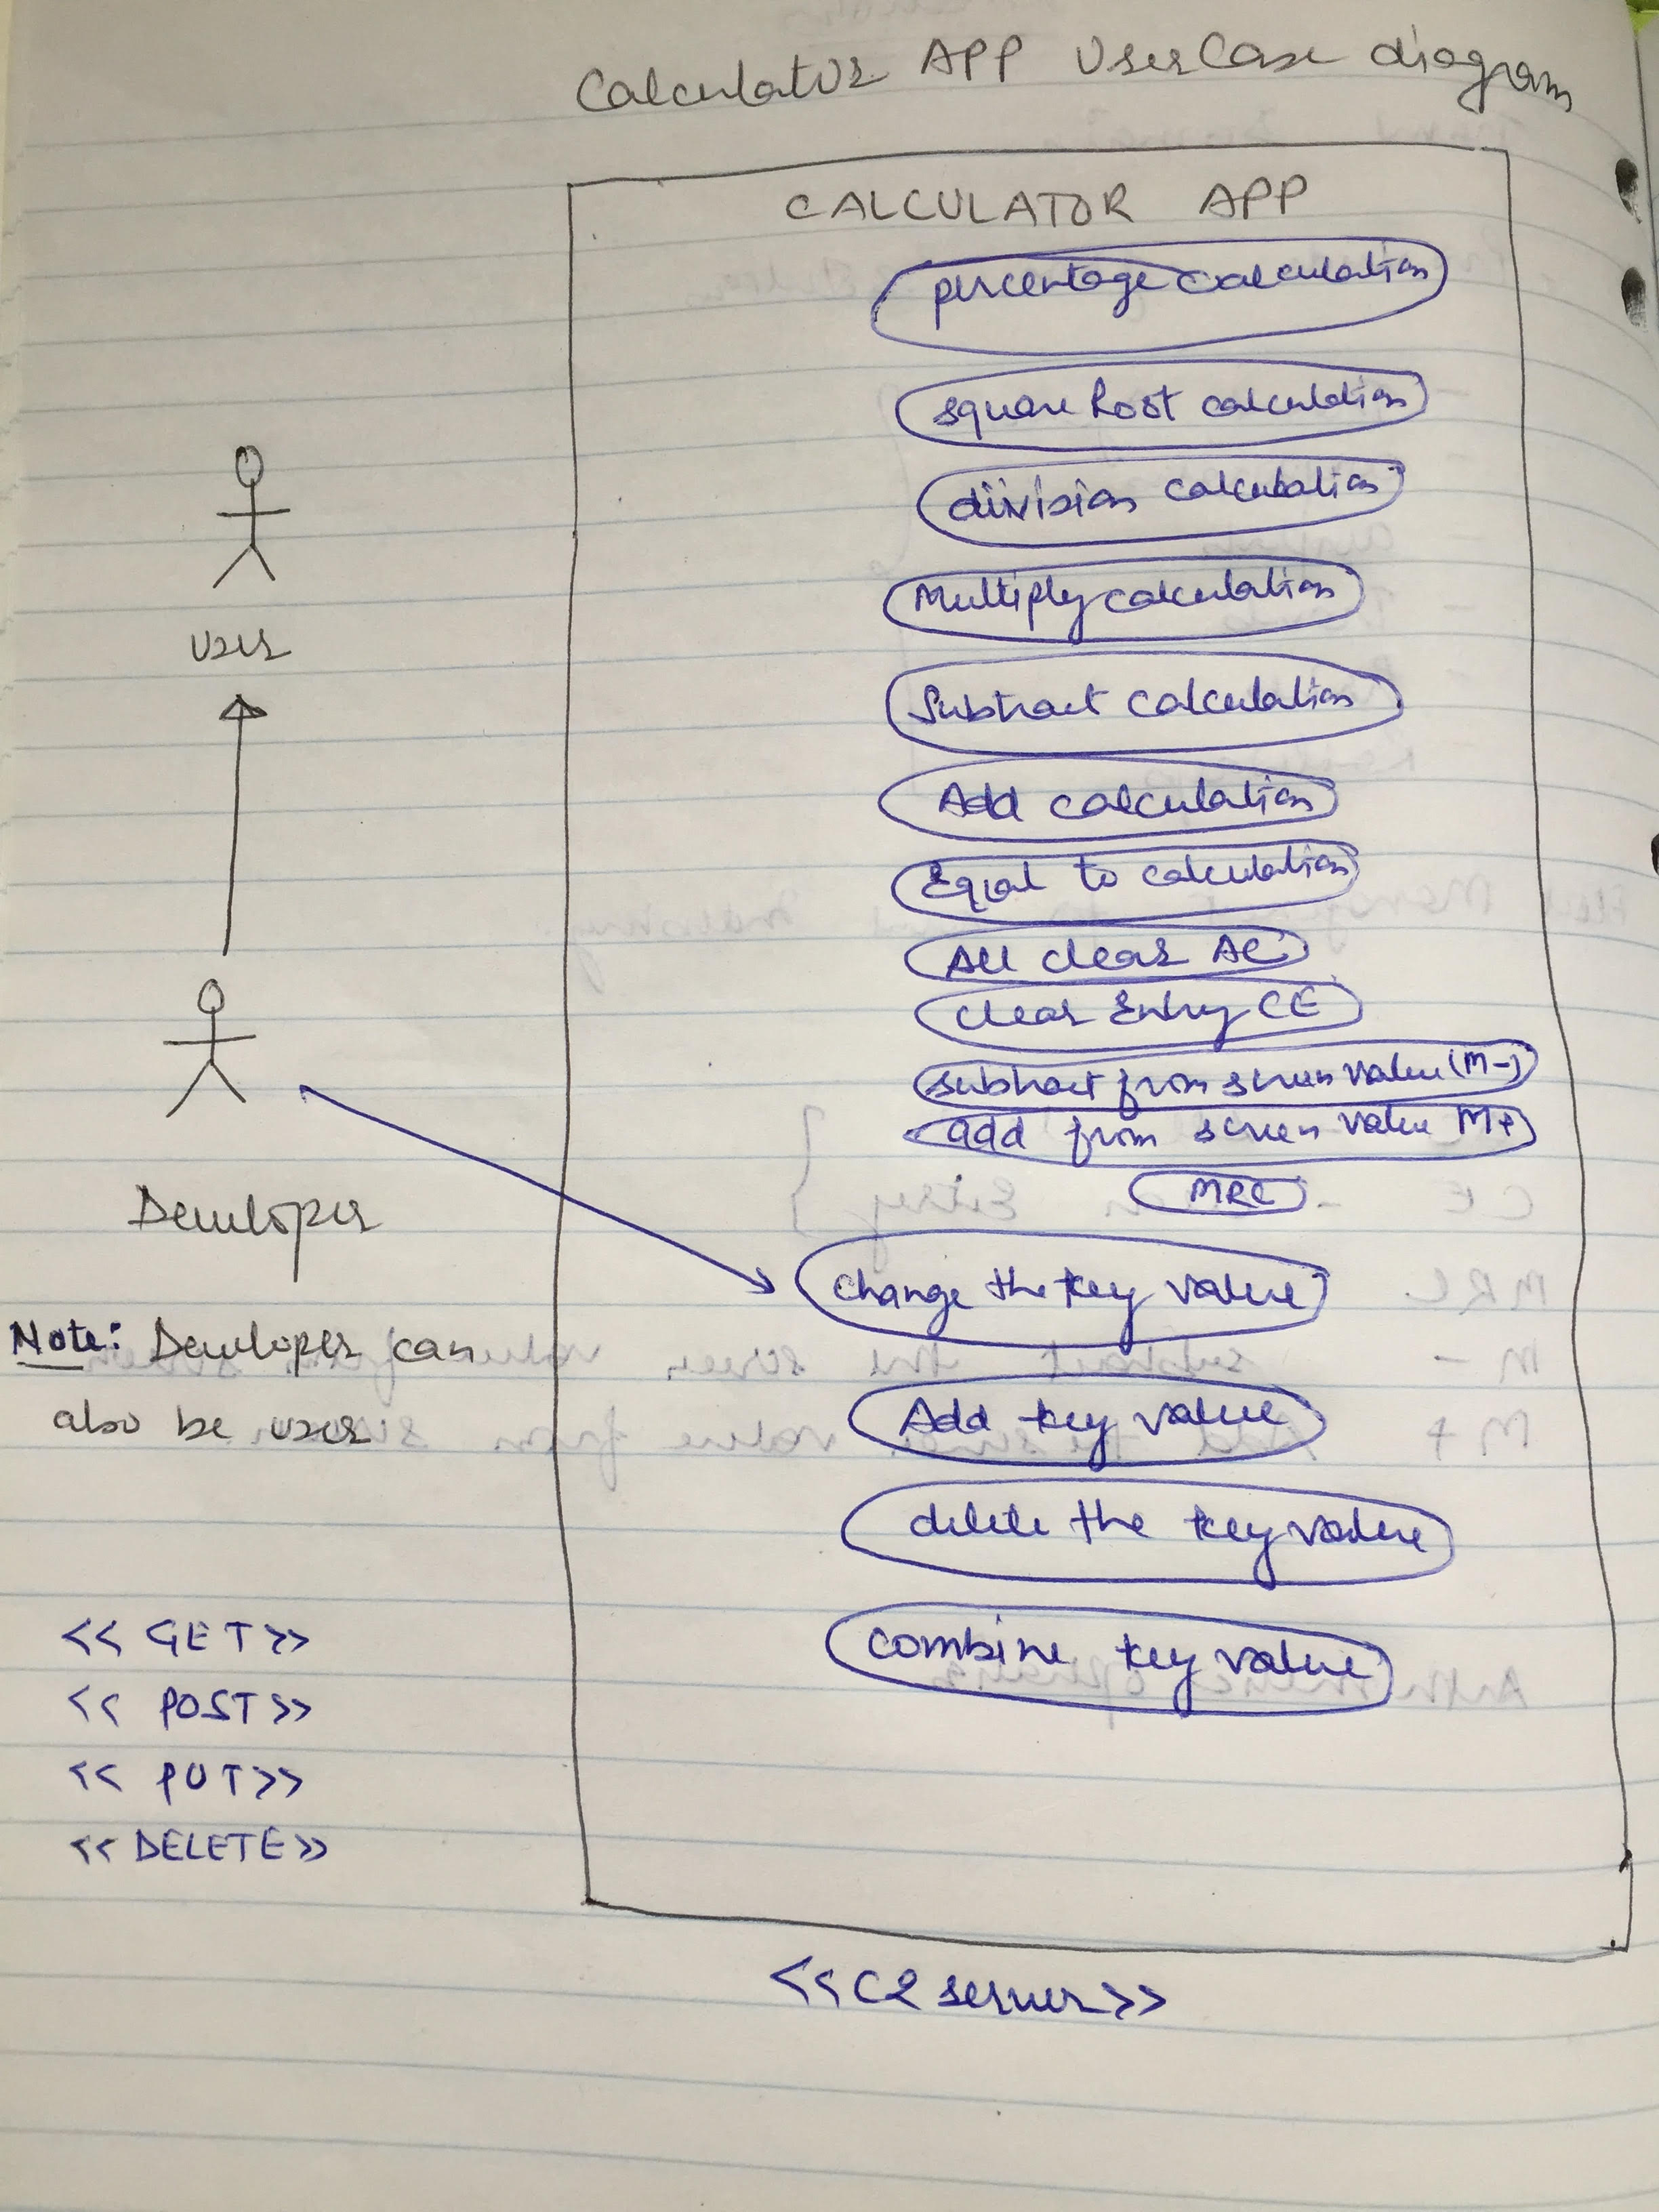 Calculator APP UserCase diagram
CALCULATOR APP
percentage calculation
square Root calculation
division calculation
Multiply calculation
Subtract calculation
Add calculation
Equal to calculation
All clear AC
clear Entry CE
subtract from screen value (M-)
add from screen value M+
MRC
change the key value
Add key value
delete the key value
combine key value
User
Developer
Note: Developer can
also be user
<< GET >>
<< POST >>
<< PUT >>
<< DELETE >>
<< C2 server >>